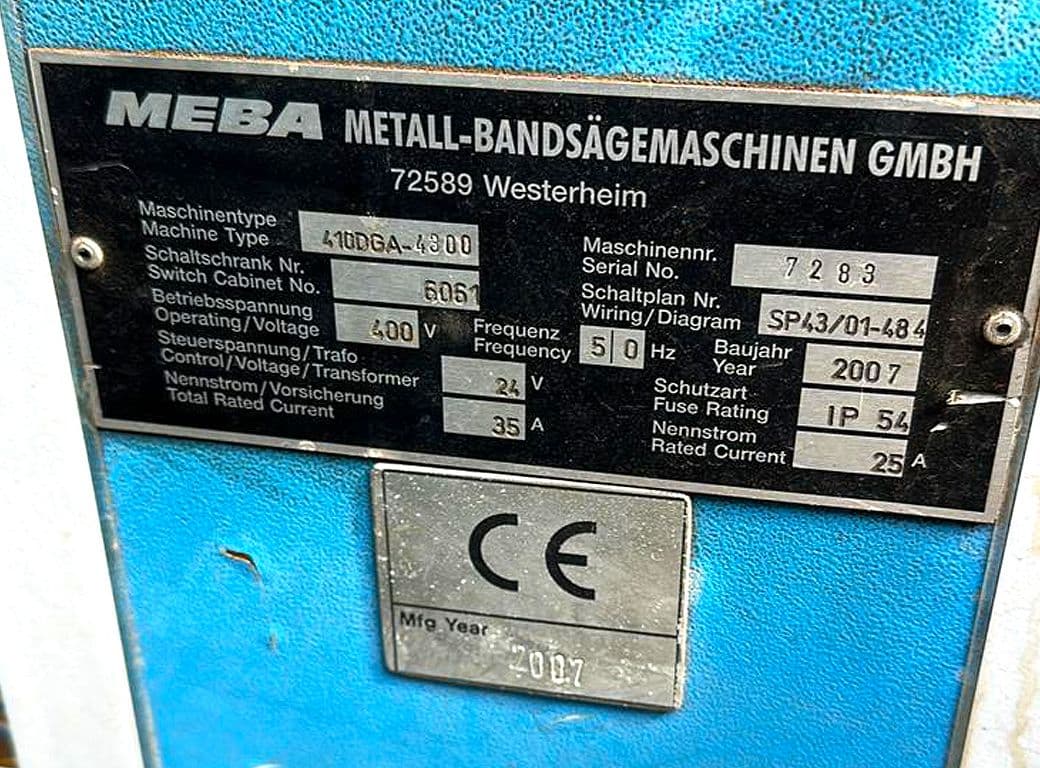 MEBA METALL-BANDSÄGEMASCHINEN GMBH
72589 Westerheim
Maschinentype
Machine Type 410DGA-4300
Schaltschrank Nr.
Switch Cabinet No. 6061
Betriebsspannung
Operating/Voltage 400 V
Frequenz
Frequency 50 Hz
Steuerspannung/Trafo
Control/Voltage/Transformer 24 V
Nennstrom/Vorsicherung
Total Rated Current 35 A
Maschinennr.
Serial No. 7283
Schaltplan Nr.
Wiring/Diagram SP43/01-484
Baujahr
Year 2007
Schutzart
Fuse Rating IP 54
Nennstrom
Rated Current 25 A
CE
Mfg Year
2007